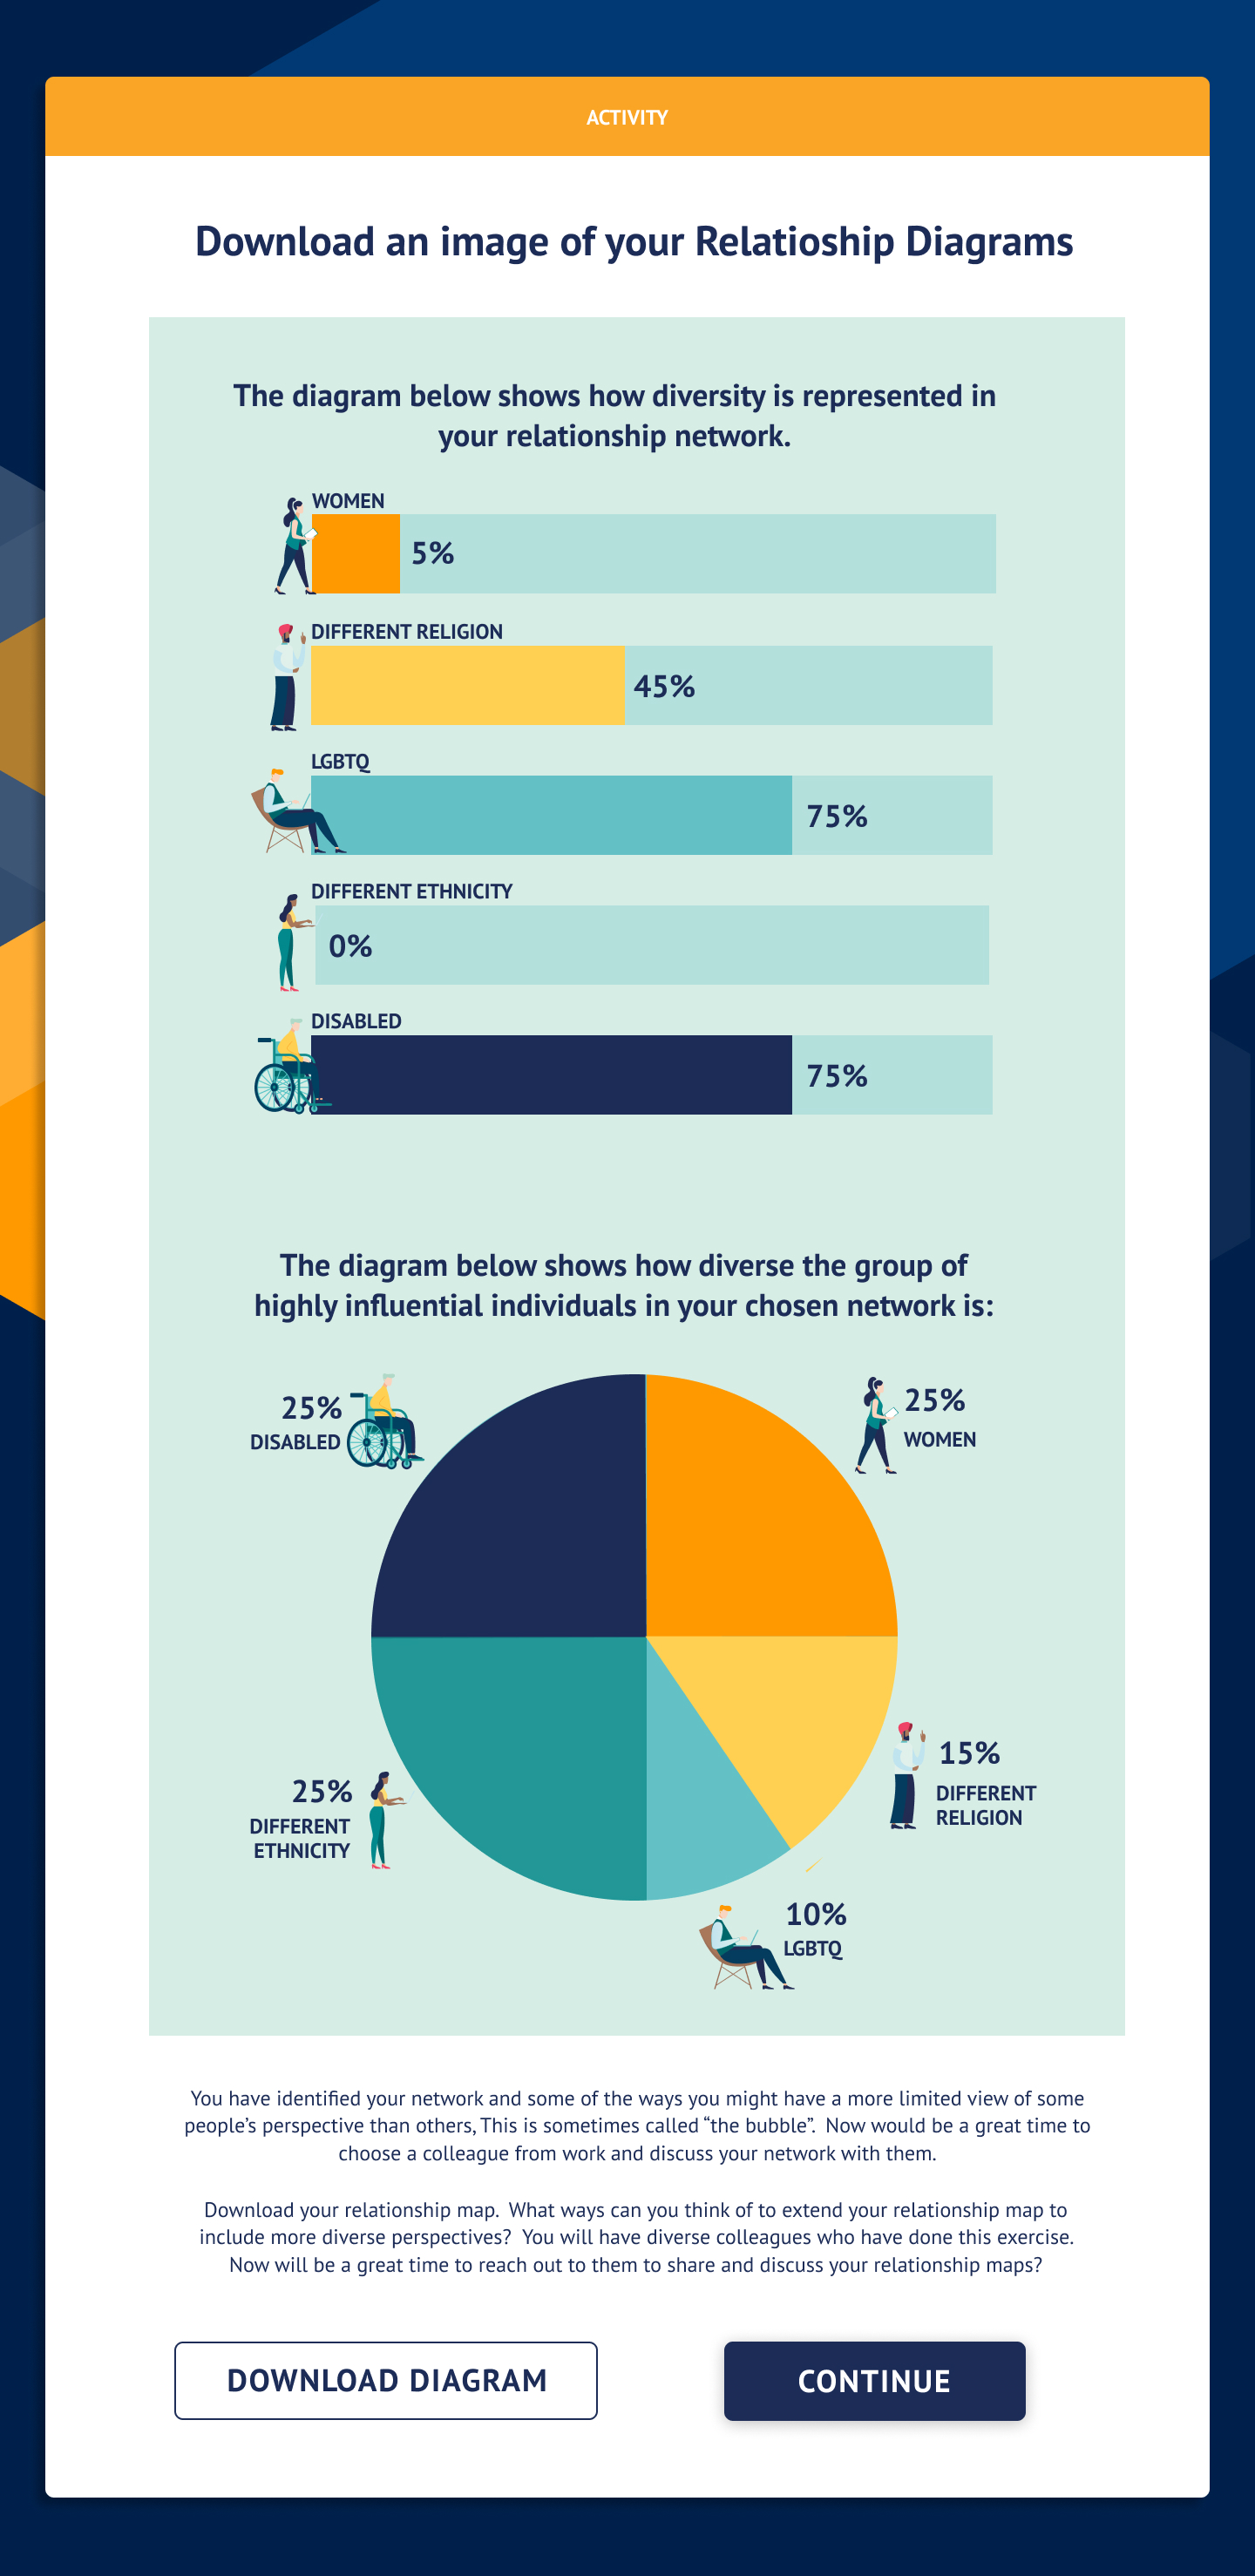 ACTIVITY
Download an image of your Relatioship Diagrams
The diagram below shows how diversity is represented in
your relationship network.
WOMEN
5%
DIFFERENT RELIGION
45%
LGBTQ
75%
DIFFERENT ETHNICITY
0%
DISABLED
75%
The diagram below shows how diverse the group of
highly influential individuals in your chosen network is:
25%
DISABLED
25%
WOMEN
15%
DIFFERENT
RELIGION
25%
DIFFERENT
ETHNICITY
10%
LGBTQ
You have identified your network and some of the ways you might have a more limited view of some
people’s perspective than others, This is sometimes called “the bubble”.  Now would be a great time to
choose a colleague from work and discuss your network with them.
Download your relationship map.  What ways can you think of to extend your relationship map to
include more diverse perspectives?  You will have diverse colleagues who have done this exercise.
Now will be a great time to reach out to them to share and discuss your relationship maps?
DOWNLOAD DIAGRAM
CONTINUE